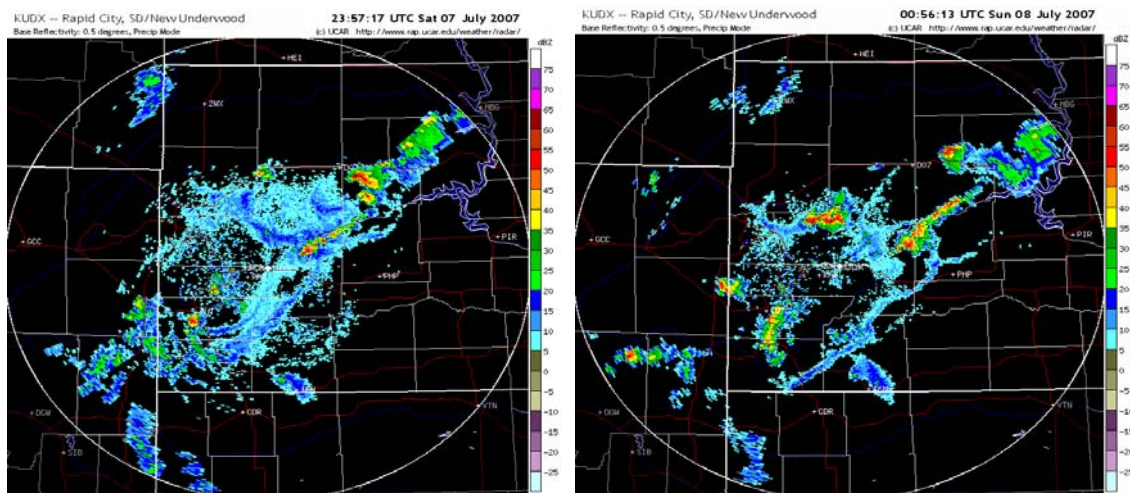 KUDX -- Rapid City, SD/New Underwood 23:57:17 UTC Sat 07 July 2007
Base Reflectivity: 0.5 degrees, Precip Mode (c) UCAR http://www.rap.ucar.edu/weather/radar/
dBZ
HEI
75
70
2WX
65
MBG
60
55
50
45
40
GCC
35
PIR
30
PHP
25
20
15
10
5
0
-5
DGW
CDR
-10
VTN
-15
SIB
-20
-25
KUDX -- Rapid City, SD/New Underwood 00:56:13 UTC Sun 08 July 2007
Base Reflectivity: 0.5 degrees, Precip Mode (c) UCAR http://www.rap.ucar.edu/weather/radar/
dBZ
HEI
75
70
65
MBG
60
55
D07
50
45
40
GCC
35
PIR
30
PHP
25
20
15
10
5
0
-5
DGW
CDR
-10
VTN
-15
SIB
-20
-25